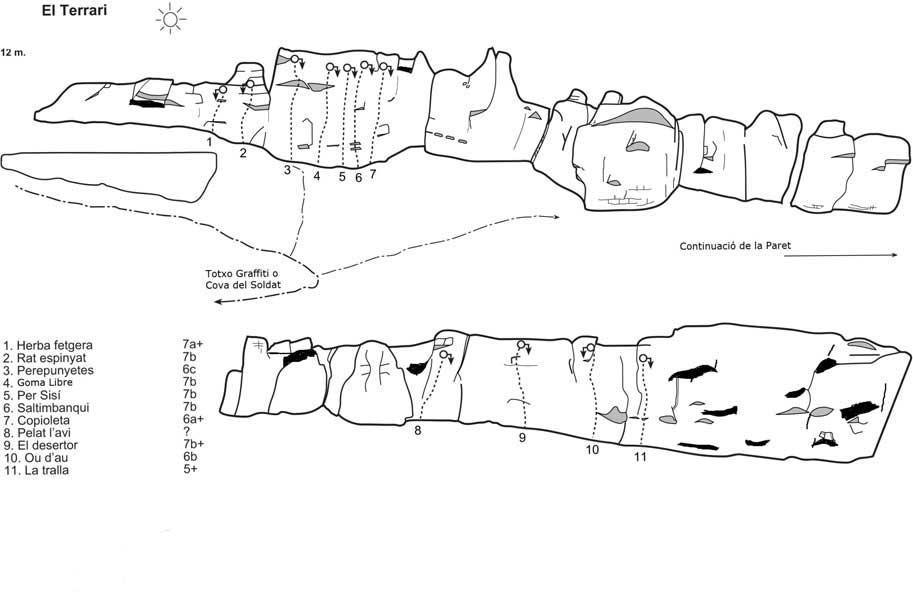 El Terrari
12 m.
1
2
3
4
5
6
7
Continuació de la Paret
Totxo Graffiti o
Cova del Soldat
1. Herba fetgera 7a+
2. Rat espinyat 7b
3. Perepunyetes 6c
4. Goma Libre 7b
5. Per Sisí 7b
6. Saltimbanqui 7b
7. Copioleta 6a+
8. Pelat l'avi ?
9. El desertor 7b+
10. Ou d'au 6b
11. La tralla 5+
8
9
10
11